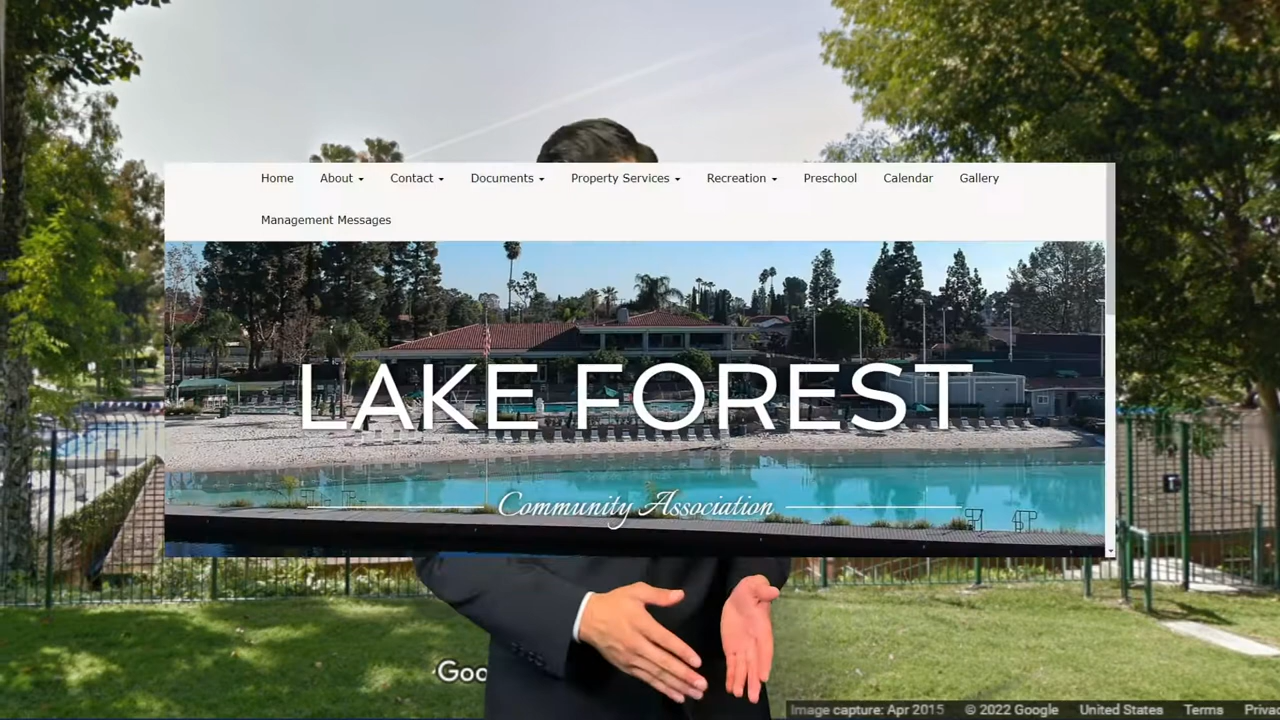 Home About Contact Documents Property Services Recreation Preschool Calendar Gallery
Management Messages
LAKE FOREST
Community Association
Goo
Image capture: Apr 2015 © 2022 Google United States Terms Privac